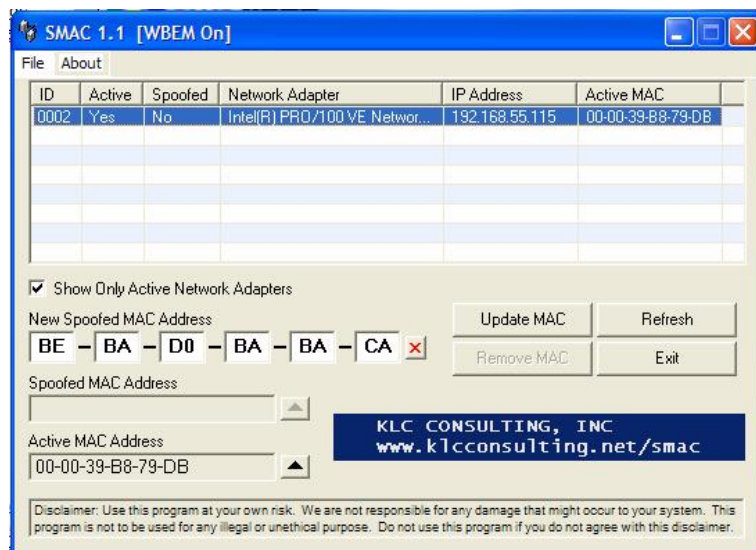 SMAC 1.1 [WBEM On]
File About
ID Active Spoofed Network Adapter IP Address Active MAC
0002 Yes No Intel(R) PRO/100 VE Networ... 192.168.55.115 00-00-39-B8-79-DB
Show Only Active Network Adapters
New Spoofed MAC Address
BE - BA - D0 - BA - BA - CA
Update MAC Refresh
Remove MAC Exit
Spoofed MAC Address
KLC CONSULTING, INC
www.klcconsulting.net/smac
Active MAC Address
00-00-39-B8-79-DB
Disclaimer: Use this program at your own risk. We are not responsible for any damage that might occur to your system. This
program is not to be used for any illegal or unethical purpose. Do not use this program if you do not agree with this disclaimer.